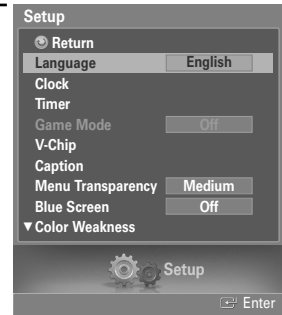 Setup
Return
Language English
Clock
Timer
Game Mode Off
V-Chip
Caption
Menu Transparency Medium
Blue Screen Off
▼Color Weakness
Setup
Enter